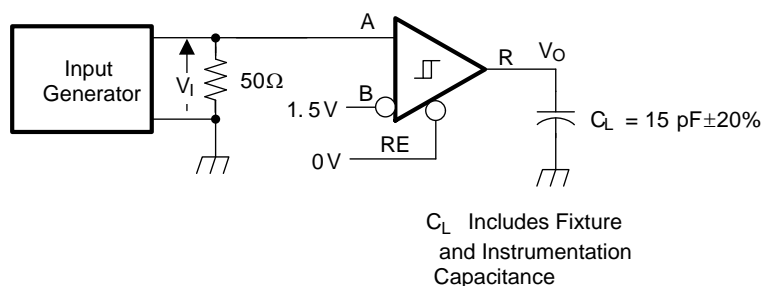 Input
Generator
V_I
50Ω
A
B
1.5 V
0 V
RE
R
V_O
C_L = 15 pF±20%
C_L Includes Fixture
and Instrumentation
Capacitance